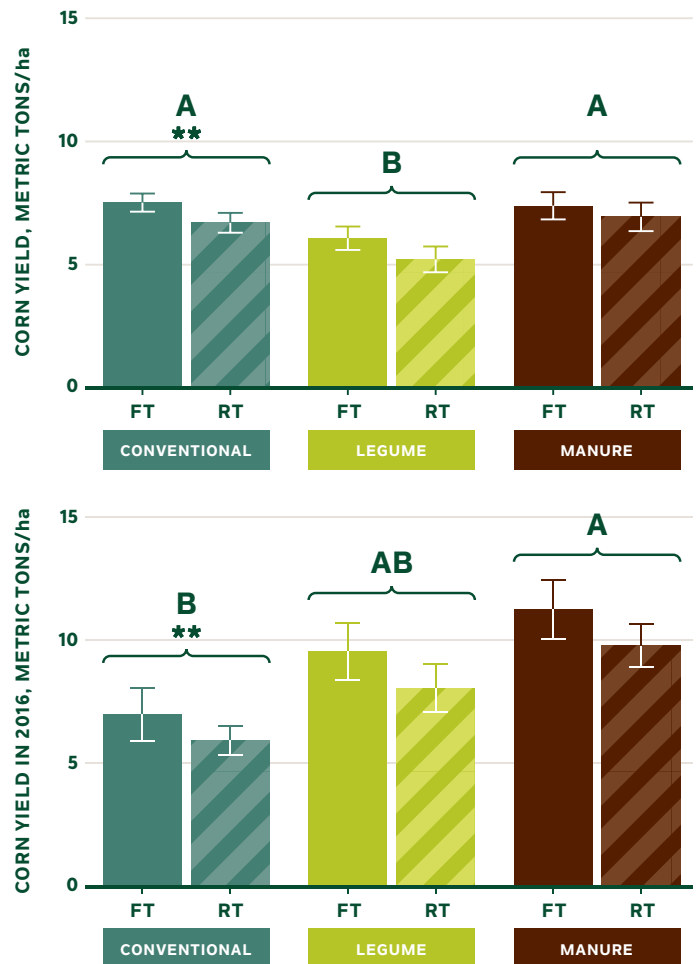 CORN YIELD, METRIC TONS/ha
15
10
5
0
A
**
B
A
FT RT FT RT FT RT
CONVENTIONAL LEGUME MANURE
CORN YIELD IN 2016, METRIC TONS/ha
15
10
5
0
B
**
AB
A
FT RT FT RT FT RT
CONVENTIONAL LEGUME MANURE